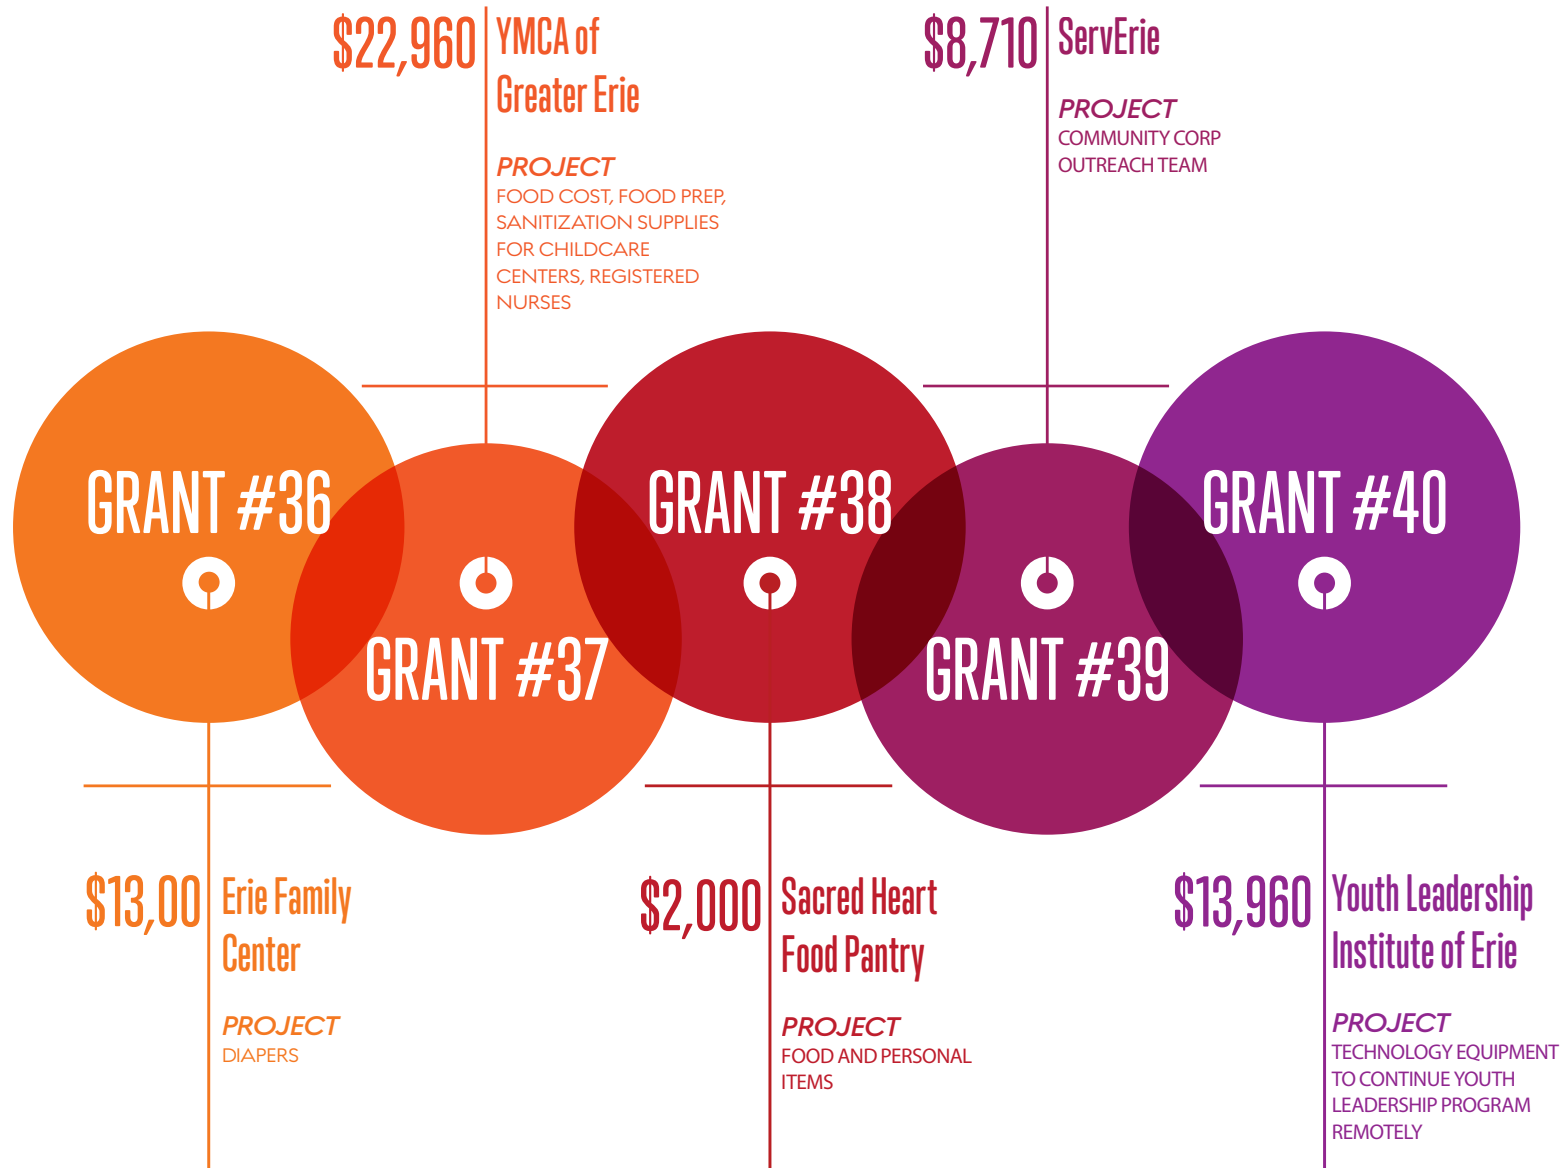 $22,960
YMCA of
Greater Erie
PROJECT
FOOD COST, FOOD PREP,
SANITIZATION SUPPLIES
FOR CHILDCARE
CENTERS, REGISTERED
NURSES
$8,710
ServErie
PROJECT
COMMUNITY CORP
OUTREACH TEAM
GRANT #36
GRANT #37
GRANT #38
GRANT #39
GRANT #40
$13,00
Erie Family
Center
PROJECT
DIAPERS
$2,000
Sacred Heart
Food Pantry
PROJECT
FOOD AND PERSONAL
ITEMS
$13,960
Youth Leadership
Institute of Erie
PROJECT
TECHNOLOGY EQUIPMENT
TO CONTINUE YOUTH
LEADERSHIP PROGRAM
REMOTELY